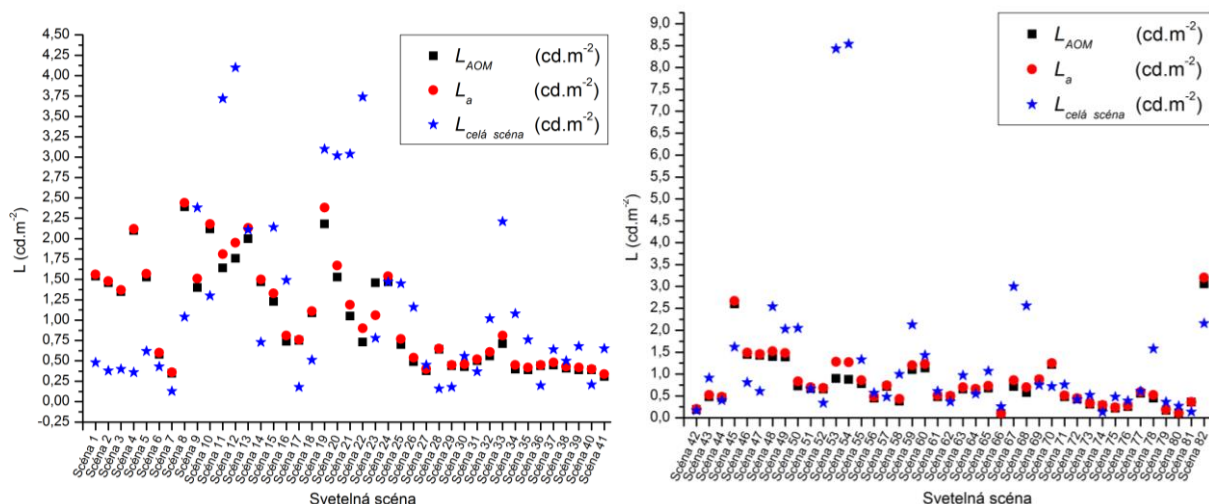 4,50
4,25
4,00
3,75
3,50
3,25
3,00
2,75
2,50
2,25
2,00
1,75
1,50
1,25
1,00
0,75
0,50
0,25
0,00
-0,25
L (cd.m-2)
L AOM (cd.m-2)
L a (cd.m-2)
L celá scéna (cd.m-2)
Scéna 1
Scéna 2
Scéna 3
Scéna 4
Scéna 5
Scéna 6
Scéna 7
Scéna 8
Scéna 9
Scéna 10
Scéna 11
Scéna 12
Scéna 13
Scéna 14
Scéna 15
Scéna 16
Scéna 17
Scéna 18
Scéna 19
Scéna 20
Scéna 21
Scéna 22
Scéna 23
Scéna 24
Scéna 25
Scéna 26
Scéna 27
Scéna 28
Scéna 29
Scéna 30
Scéna 31
Scéna 32
Scéna 33
Scéna 34
Scéna 35
Scéna 36
Scéna 37
Scéna 38
Scéna 39
Scéna 40
Scéna 41
Svetelná scéna
9,0
8,5
8,0
7,5
7,0
6,5
6,0
5,5
5,0
4,5
4,0
3,5
3,0
2,5
2,0
1,5
1,0
0,5
0,0
L (cd.m-2)
L AOM (cd.m-2)
L a (cd.m-2)
L celá scéna (cd.m-2)
Scéna 42
Scéna 43
Scéna 44
Scéna 45
Scéna 46
Scéna 47
Scéna 48
Scéna 49
Scéna 50
Scéna 51
Scéna 52
Scéna 53
Scéna 54
Scéna 55
Scéna 56
Scéna 57
Scéna 58
Scéna 59
Scéna 60
Scéna 61
Scéna 62
Scéna 63
Scéna 64
Scéna 65
Scéna 66
Scéna 67
Scéna 68
Scéna 69
Scéna 70
Scéna 71
Scéna 72
Scéna 73
Scéna 74
Scéna 75
Scéna 76
Scéna 77
Scéna 78
Scéna 79
Scéna 80
Scéna 81
Scéna 82
Svetelná scéna